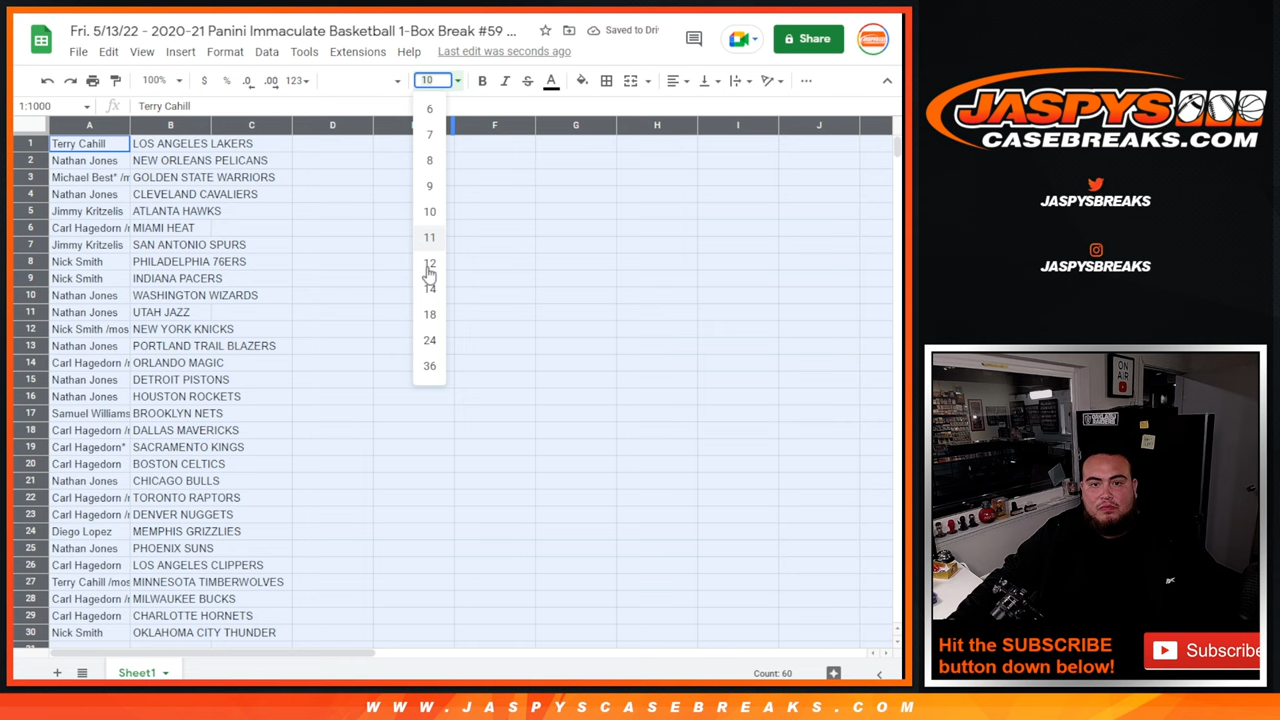 Fri. 5/13/22 - 2020-21 Panini Immaculate Basketball 1-Box Break #59 ...
Saved to Dri
Share
File Edit View Insert Format Data Tools Extensions Help Last edit was seconds ago
100% $ % .0 .00 123 10 B I S A
1:1000 fx Terry Cahill
A B C D F G H I J
1 Terry Cahill LOS ANGELES LAKERS
2 Nathan Jones NEW ORLEANS PELICANS
3 Michael Best* /m GOLDEN STATE WARRIORS
4 Nathan Jones CLEVELAND CAVALIERS
5 Jimmy Kritzelis ATLANTA HAWKS
6 Carl Hagedorn /r MIAMI HEAT
7 Jimmy Kritzelis SAN ANTONIO SPURS
8 Nick Smith PHILADELPHIA 76ERS
9 Nick Smith INDIANA PACERS
10 Nathan Jones WASHINGTON WIZARDS
11 Nathan Jones UTAH JAZZ
12 Nick Smith /mos NEW YORK KNICKS
13 Nathan Jones PORTLAND TRAIL BLAZERS
14 Carl Hagedorn /r ORLANDO MAGIC
15 Nathan Jones DETROIT PISTONS
16 Nathan Jones HOUSTON ROCKETS
17 Samuel Williams BROOKLYN NETS
18 Carl Hagedorn /r DALLAS MAVERICKS
19 Carl Hagedorn* SACRAMENTO KINGS
20 Carl Hagedorn BOSTON CELTICS
21 Nathan Jones CHICAGO BULLS
22 Carl Hagedorn /r TORONTO RAPTORS
23 Carl Hagedorn /r DENVER NUGGETS
24 Diego Lopez MEMPHIS GRIZZLIES
25 Nathan Jones PHOENIX SUNS
26 Carl Hagedorn LOS ANGELES CLIPPERS
27 Terry Cahill /mos MINNESOTA TIMBERWOLVES
28 Carl Hagedorn /r MILWAUKEE BUCKS
29 Carl Hagedorn CHARLOTTE HORNETS
30 Nick Smith OKLAHOMA CITY THUNDER
6
7
8
9
10
11
12
14
18
24
36
Sheet1
Count: 60
JASPYS
CASEBREAKS.COM
JASPYSBREAKS
JASPYSBREAKS
ON
AIR
Hit the SUBSCRIBE
button down below!
Subscribe
WWW.JASPYSCASEBREAKS.COM